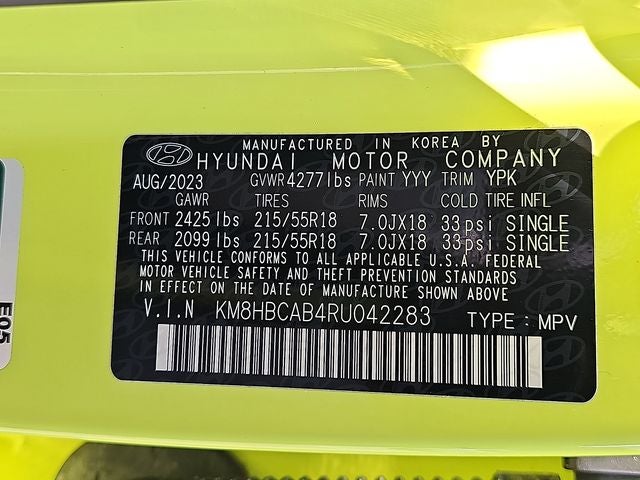 MANUFACTURED IN KOREA BY
HYUNDAI MOTOR COMPANY
AUG/2023 GVWR 4277lbs PAINT YYY TRIM YPK
GAWR TIRES RIMS COLD TIRE INFL
FRONT 2425lbs 215/55R18 7.0JX18 33psi SINGLE
REAR 2099lbs 215/55R18 7.0JX18 33psi SINGLE
THIS VEHICLE CONFORMS TO ALL APPLICABLE U.S.A. FEDERAL
MOTOR VEHICLE SAFETY AND THEFT PREVENTION STANDARDS
IN EFFECT ON THE DATE OF MANUFACTURE SHOWN ABOVE
V.I.N KM8HBCAB4RU042283 TYPE: MPV
E05